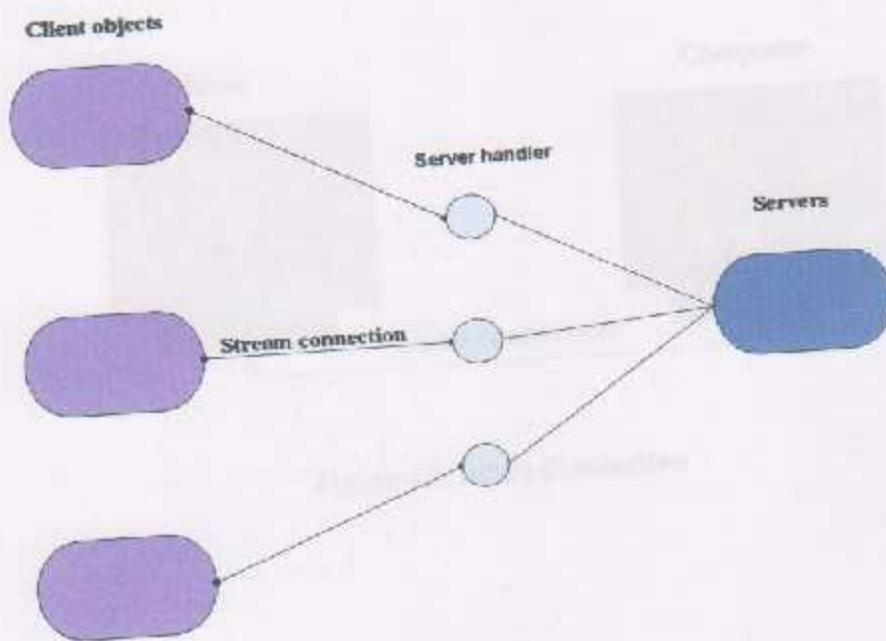 Client objects
Server handler
Servers
Stream connection